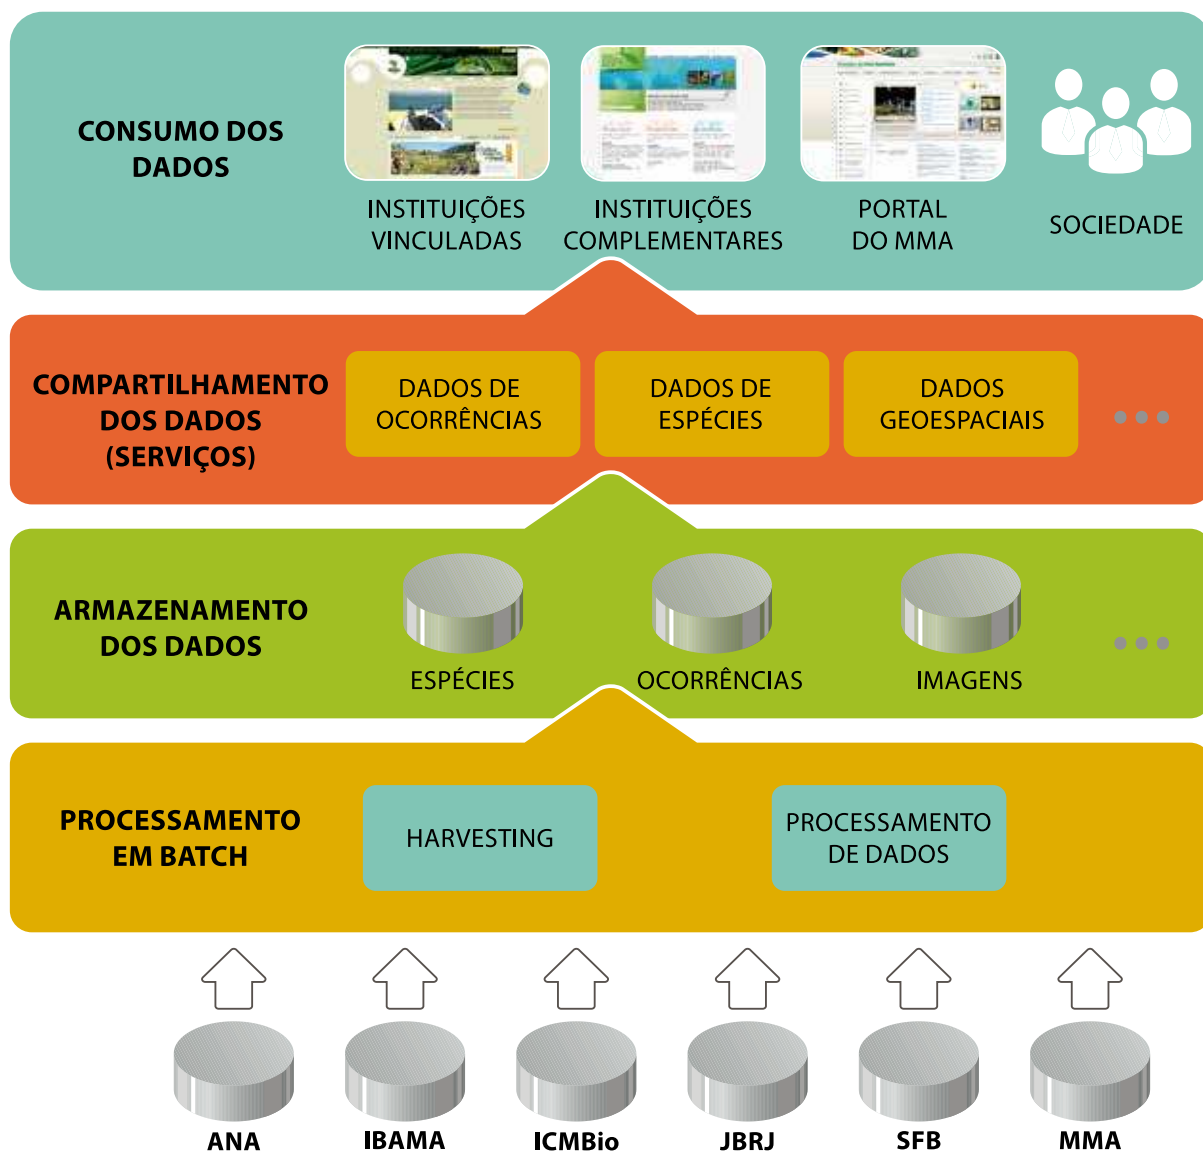 CONSUMO DOS
DADOS
INSTITUIÇÕES
VINCULADAS
INSTITUIÇÕES
COMPLEMENTARES
PORTAL
DO MMA
SOCIEDADE
COMPARTILHAMENTO
DOS DADOS
(SERVIÇOS)
DADOS DE
OCORRÊNCIAS
DADOS DE
ESPÉCIES
DADOS
GEOESPACIAIS
ARMAZENAMENTO
DOS DADOS
ESPÉCIES
OCORRÊNCIAS
IMAGENS
PROCESSAMENTO
EM BATCH
HARVESTING
PROCESSAMENTO
DE DADOS
ANA
IBAMA
ICMBio
JBRJ
SFB
MMA